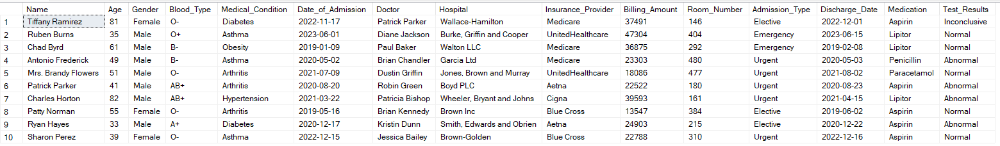 Name Age Gender Blood_Type Medical_Condition Date_of_Admission Doctor Hospital Insurance_Provider Billing_Amount Room_Number Admission_Type Discharge_Date Medication Test_Results
1 Tiffany Ramirez 81 Female O- Diabetes 2022-11-17 Patrick Parker Wallace-Hamilton Medicare 37491 146 Elective 2022-12-01 Aspirin Inconclusive
2 Ruben Burns 35 Male O+ Asthma 2023-06-01 Diane Jackson Burke, Griffin and Cooper UnitedHealthcare 47304 404 Emergency 2023-06-15 Lipitor Normal
3 Chad Byrd 61 Male B- Obesity 2019-01-09 Paul Baker Walton LLC Medicare 36875 292 Emergency 2019-02-08 Lipitor Normal
4 Antonio Frederick 49 Male B- Asthma 2020-05-02 Brian Chandler Garcia Ltd Medicare 23303 480 Urgent 2020-05-03 Penicillin Abnormal
5 Mrs. Brandy Flowers 51 Male O- Arthritis 2021-07-09 Dustin Griffin Jones, Brown and Murray UnitedHealthcare 18086 477 Urgent 2021-08-02 Paracetamol Normal
6 Patrick Parker 41 Male AB+ Arthritis 2020-08-20 Robin Green Boyd PLC Aetna 22522 180 Urgent 2020-08-23 Aspirin Abnormal
7 Charles Horton 82 Male AB+ Hypertension 2021-03-22 Patricia Bishop Wheeler, Bryant and Johns Cigna 39593 161 Urgent 2021-04-15 Lipitor Abnormal
8 Patty Norman 55 Female O- Arthritis 2019-05-16 Brian Kennedy Brown Inc Blue Cross 13547 384 Elective 2019-06-02 Aspirin Normal
9 Ryan Hayes 33 Male A+ Diabetes 2020-12-17 Kristin Dunn Smith, Edwards and Obrien Aetna 24903 215 Elective 2020-12-22 Aspirin Abnormal
10 Sharon Perez 39 Female O- Asthma 2022-12-15 Jessica Bailey Brown-Golden Blue Cross 22788 310 Urgent 2022-12-16 Aspirin Normal